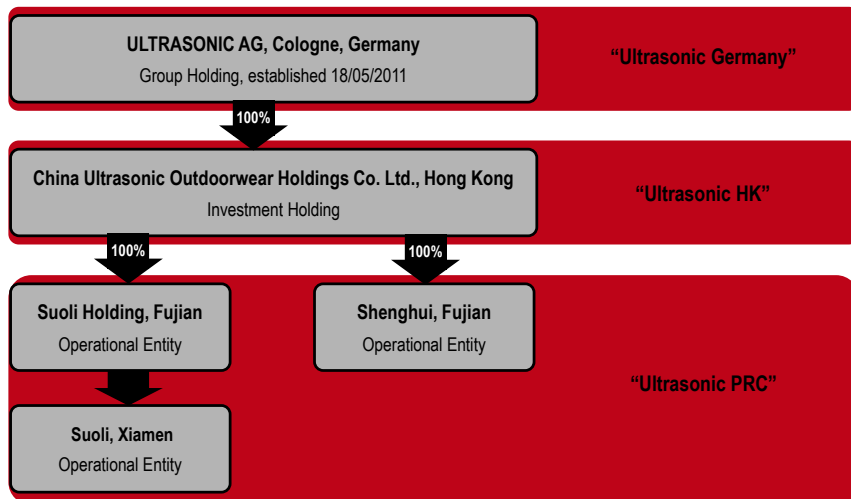 ULTRASONIC AG, Cologne, Germany
Group Holding, established 18/05/2011
“Ultrasonic Germany”
100%
China Ultrasonic Outdoorwear Holdings Co. Ltd., Hong Kong
Investment Holding
“Ultrasonic HK”
100%
100%
Suoli Holding, Fujian
Operational Entity
Shenghui, Fujian
Operational Entity
“Ultrasonic PRC”
Suoli, Xiamen
Operational Entity